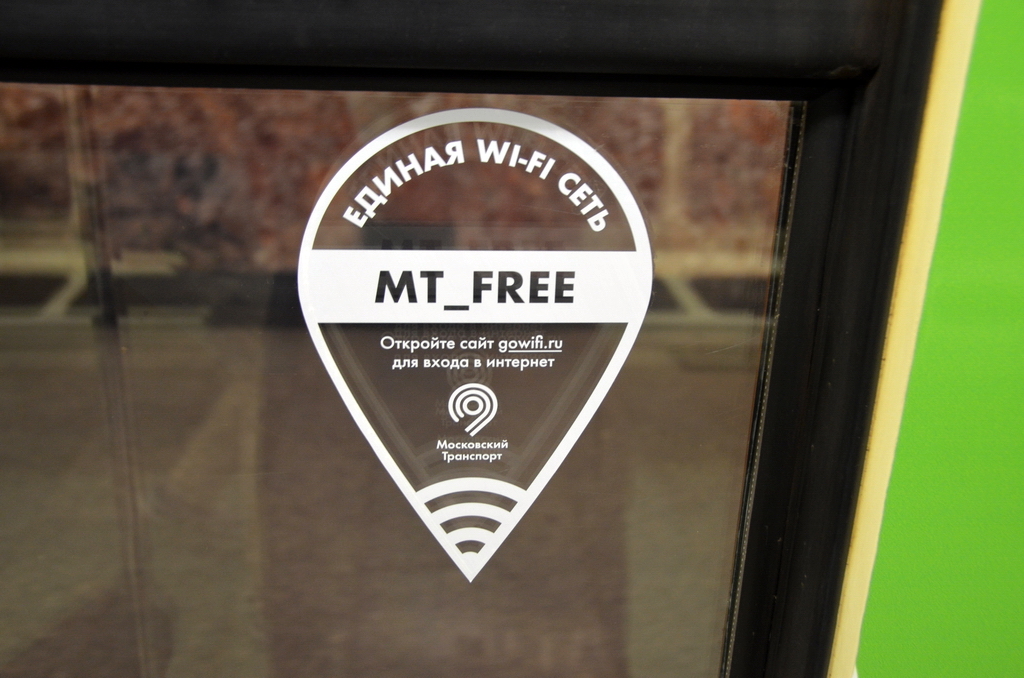 ЕДИНАЯ WI-FI СЕТЬ
MT_FREE
Откройте сайт gowifi.ru
для входа в интернет
Московский
Транспорт